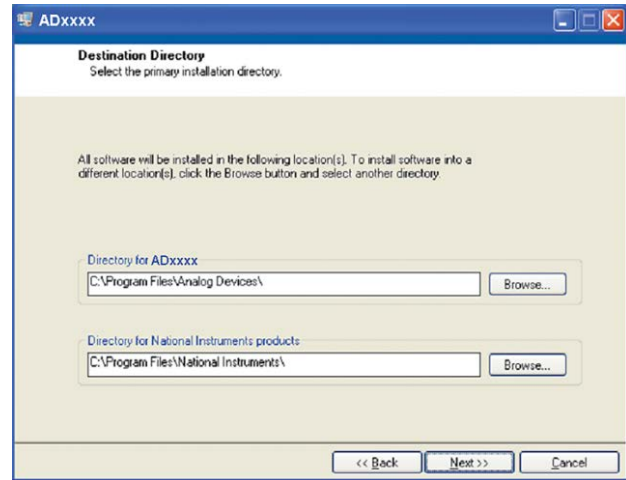 ADxxxx
Destination Directory
Select the primary installation directory.
All software will be installed in the following location(s). To install software into a
different location(s), click the Browse button and select another directory.
Directory for ADxxxx
C:\Program Files\Analog Devices\
Browse...
Directory for National Instruments products
C:\Program Files\National Instruments\
Browse...
<< Back
Next >>
Cancel